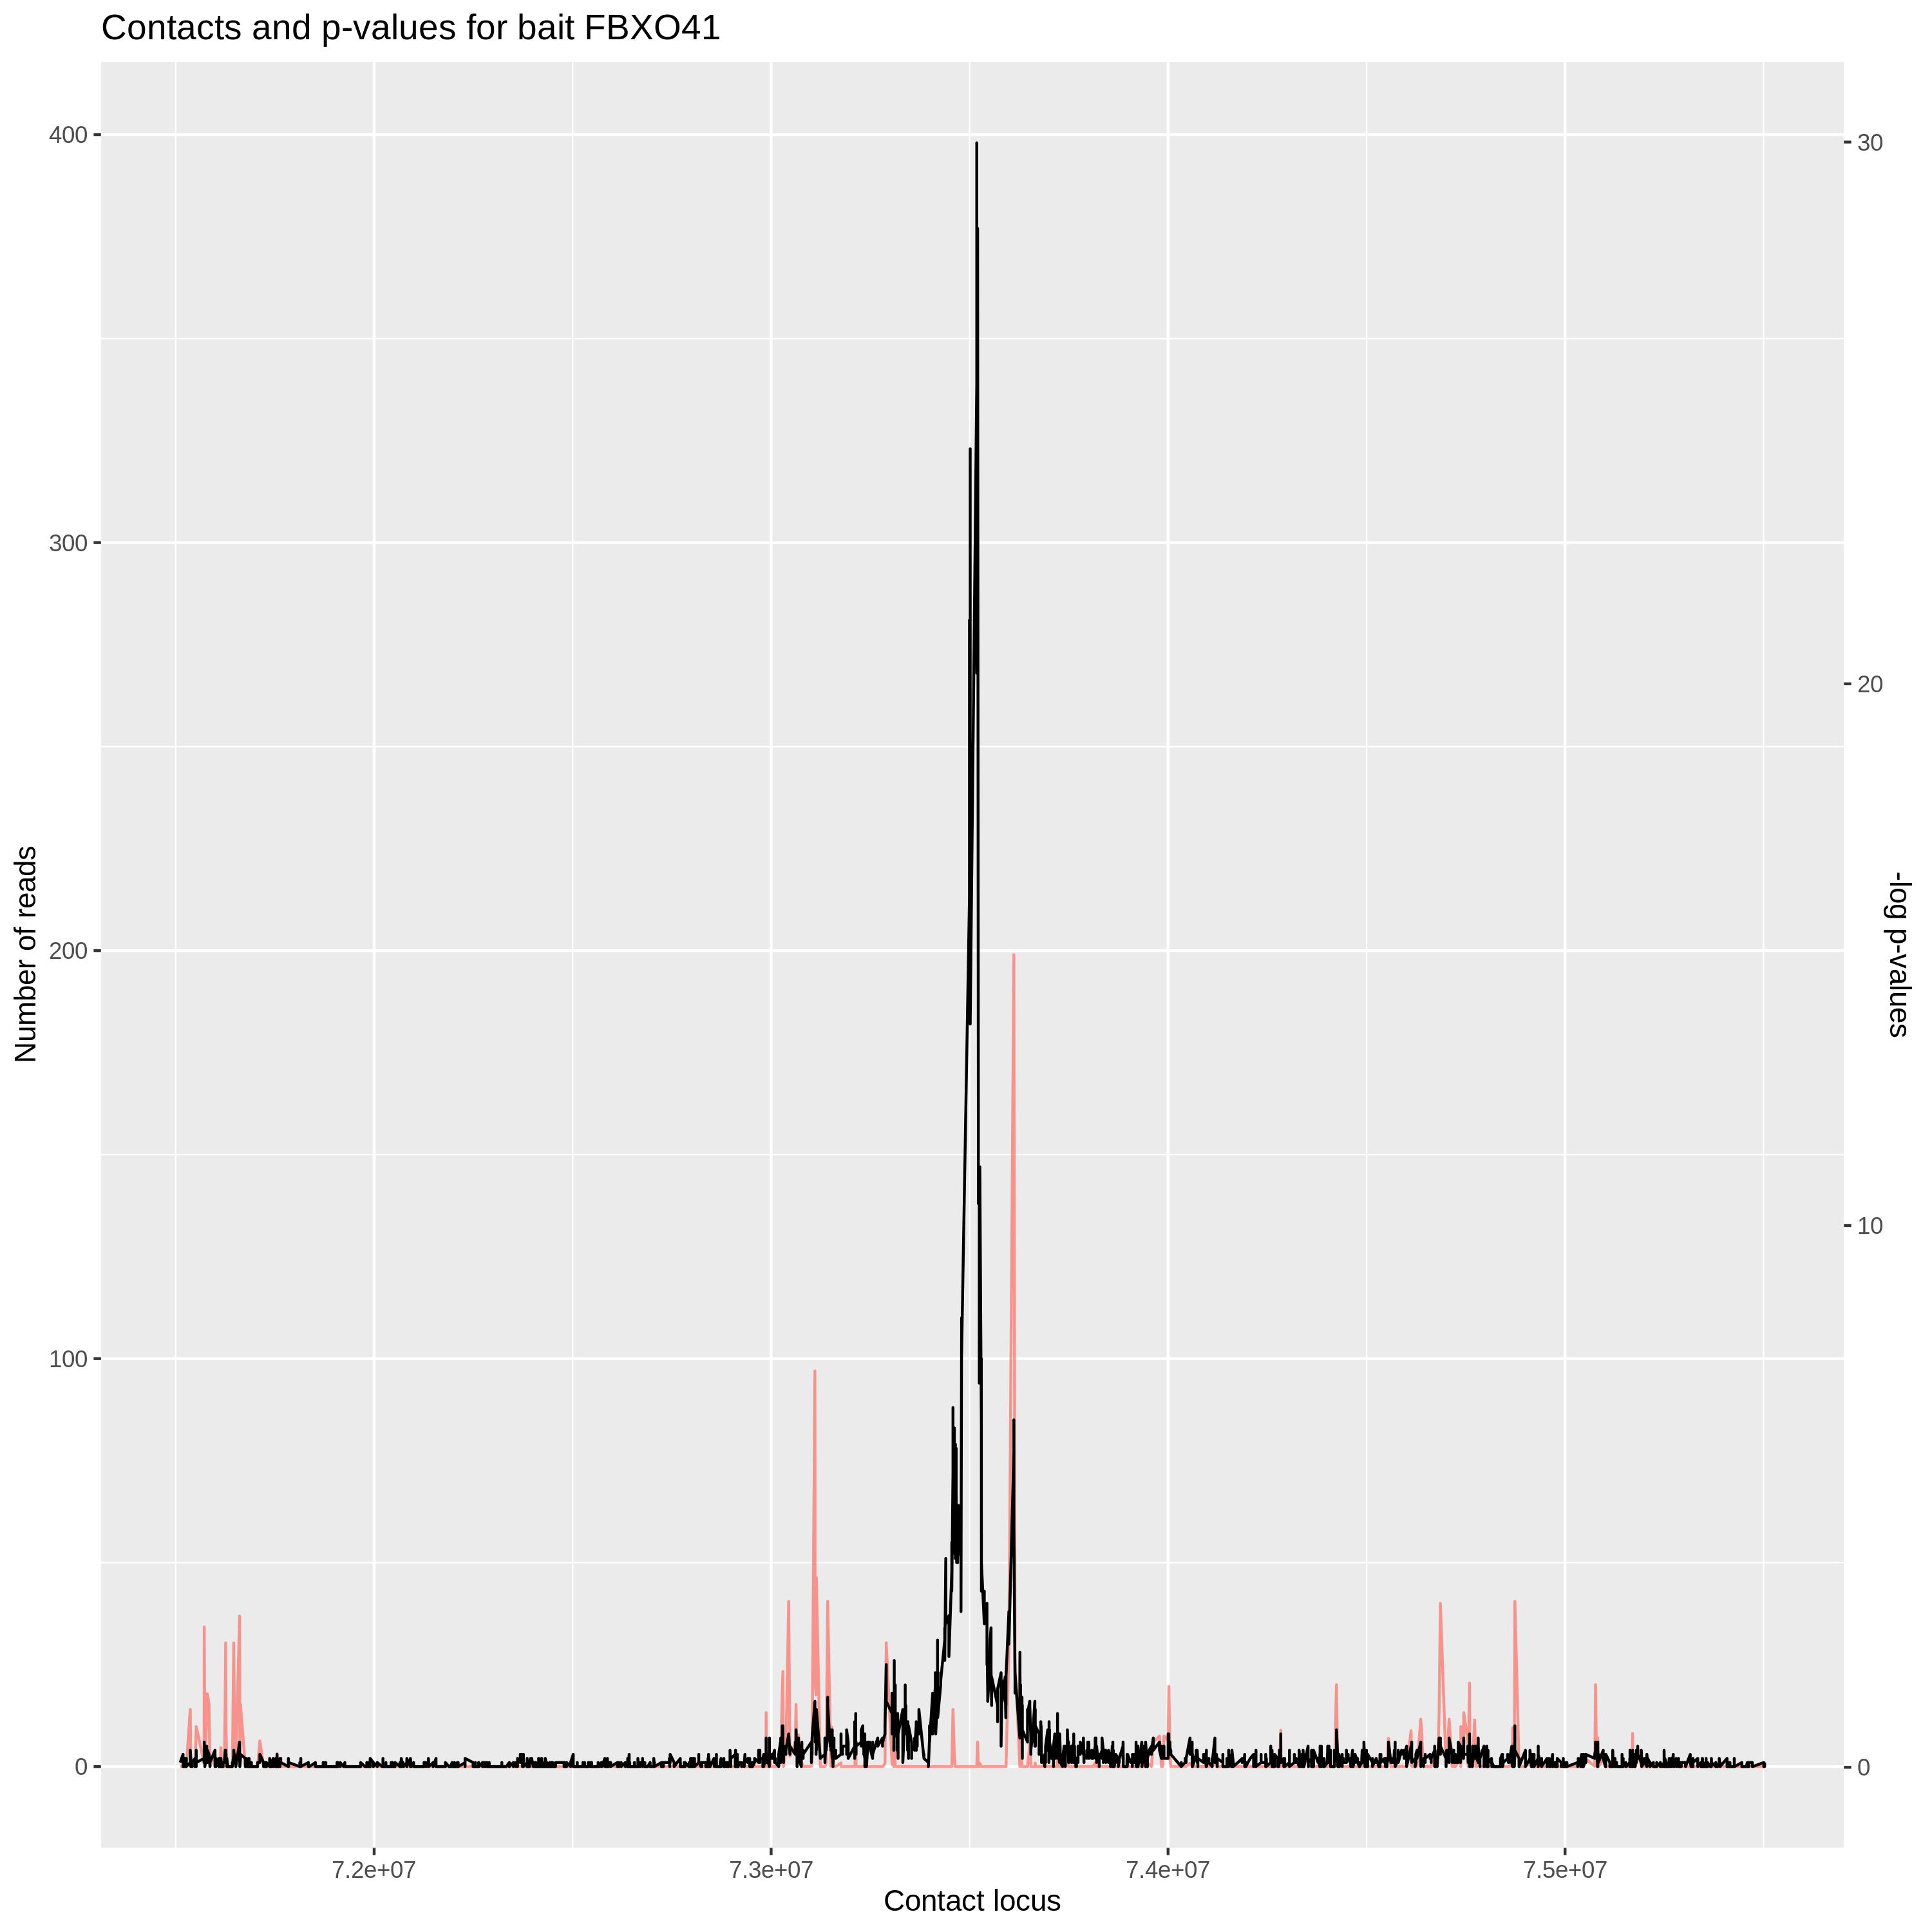 Contacts and p-values for bait FBXO41
400
300
200
100
0
Number of reads
30
20
10
0
-log p-values
7.2e+07 7.3e+07 7.4e+07 7.5e+07
Contact locus